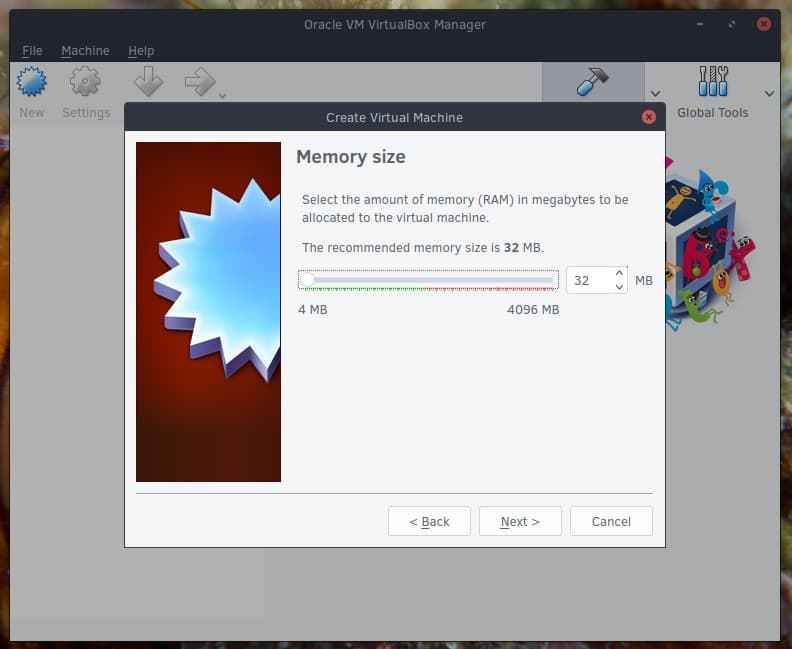 Oracle VM VirtualBox Manager
File Machine Help
New Settings
Global Tools
Create Virtual Machine
Memory size
Select the amount of memory (RAM) in megabytes to be
allocated to the virtual machine.
The recommended memory size is 32 MB.
32 MB
4 MB 4096 MB
< Back Next > Cancel